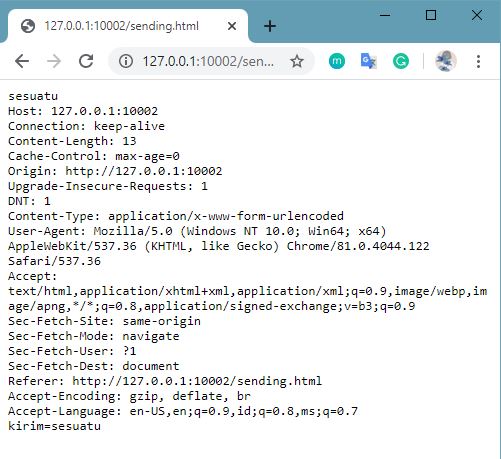 127.0.0.1:10002/sending.html
127.0.0.1:10002/sen...
sesuatu
Host: 127.0.0.1:10002
Connection: keep-alive
Content-Length: 13
Cache-Control: max-age=0
Origin: http://127.0.0.1:10002
Upgrade-Insecure-Requests: 1
DNT: 1
Content-Type: application/x-www-form-urlencoded
User-Agent: Mozilla/5.0 (Windows NT 10.0; Win64; x64)
AppleWebKit/537.36 (KHTML, like Gecko) Chrome/81.0.4044.122
Safari/537.36
Accept:
text/html,application/xhtml+xml,application/xml;q=0.9,image/webp,im
age/apng,*/*;q=0.8,application/signed-exchange;v=b3;q=0.9
Sec-Fetch-Site: same-origin
Sec-Fetch-Mode: navigate
Sec-Fetch-User: ?1
Sec-Fetch-Dest: document
Referer: http://127.0.0.1:10002/sending.html
Accept-Encoding: gzip, deflate, br
Accept-Language: en-US,en;q=0.9,id;q=0.8,ms;q=0.7
kirim=sesuatu